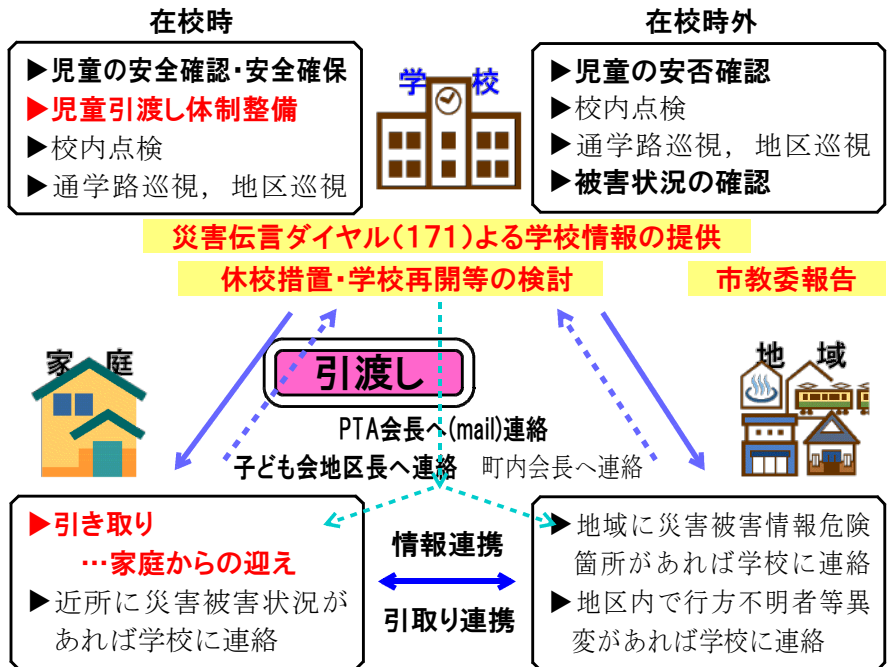 在校時
▶児童の安全確認・安全確保
▶児童引渡し体制整備
▶校内点検
▶通学路巡視，地区巡視
学校
在校時外
▶児童の安否確認
▶校内点検
▶通学路巡視，地区巡視
▶被害状況の確認
災害伝言ダイヤル(171)よる学校情報の提供
休校措置・学校再開等の検討
市教委報告
家庭
引渡し
地域
PTA会長へ(mail)連絡
子ども会地区長へ連絡 町内会長へ連絡
▶引き取り
…家庭からの迎え
▶近所に災害被害状況が
あれば学校に連絡
情報連携
引取り連携
▶地域に災害被害情報危険
箇所があれば学校に連絡
▶地区内で行方不明者等異
変があれば学校に連絡